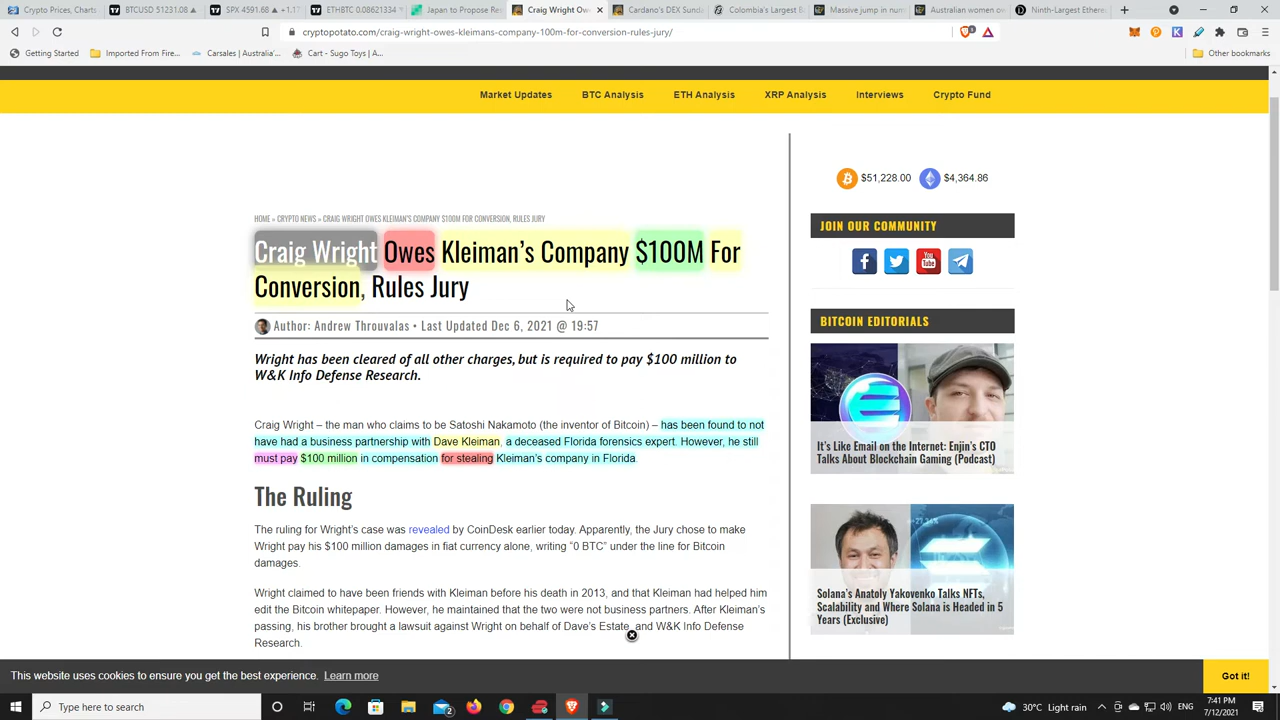 Cryptocurrency Prices
BTCUSD 51231.08
SPX 4591.68
ETHBTC 0.08621334
Japan to Propose Re
Craig Wright Ow
Cardano's DEX Sund
Colombia's Largest B
Massive jump in num
Australian women o
Ninth-Largest Ethere
cryptopotato.com/craig-wright-owes-kleimans-company-100m-for-conversion-rules-jury/
Getting Started
Imported From Fire...
Carsales | Australia'...
Cart - Sugo Toys | A...
Other bookmarks
Market Updates
BTC Analysis
ETH Analysis
XRP Analysis
Interviews
Crypto Fund
$51,228.00
$4,364.86
HOME » CRYPTO NEWS » CRAIG WRIGHT OWES KLEIMAN'S COMPANY $100M FOR CONVERSION, RULES JURY
Craig Wright Owes Kleiman's Company $100M For
Conversion, Rules Jury
Author: Andrew Throuvalas • Last Updated Dec 6, 2021 @ 19:57
Wright has been cleared of all other charges, but is required to pay $100 million to
W&K Info Defense Research.
Craig Wright – the man who claims to be Satoshi Nakamoto (the inventor of Bitcoin) – has been found to not
have had a business partnership with Dave Kleiman, a deceased Florida forensics expert. However, he still
must pay $100 million in compensation for stealing Kleiman's company in Florida.
The Ruling
The ruling for Wright's case was revealed by CoinDesk earlier today. Apparently, the Jury chose to make
Wright pay his $100 million damages in fiat currency alone, writing "0 BTC" under the line for Bitcoin
damages.
Wright claimed to have been friends with Kleiman before his death in 2013, and that Kleiman had helped him
edit the Bitcoin whitepaper. However, he maintained that the two were not business partners. After Kleiman's
passing, his brother brought a lawsuit against Wright on behalf of Dave's Estate, and W&K Info Defense
Research.
JOIN OUR COMMUNITY
You
Tube
BITCOIN EDITORIALS
It's Like Email on the Internet: Enjin's CTO
Talks About Blockchain Gaming (Podcast)
Solana's Anatoly Yakovenko Talks NFTs,
Scalability and Where Solana is Headed in 5
Years (Exclusive)
This website uses cookies to ensure you get the best experience. Learn more
Got it!
Type here to search
2
30°C Light rain
ENG
7:41 PM
7/12/2021